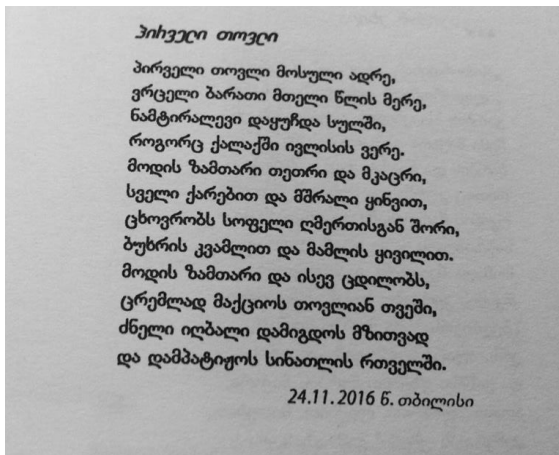 პირველი თოვლი
პირველი თოვლი მოსული ადრე,
ვრცელი ბარათი მთელი წლის მერე,
ნამტირალევი დაყუჩდა სულში,
როგორც ქალაქში ივლისის ვერე.
მოდის ზამთარი თეთრი და მკაცრი,
სველი ქარებით და მშრალი ყინვით,
ცხოვრობს სოფელი ღმერთისგან შორი,
ბუხრის კვამლით და მამლის ყივილით.
მოდის ზამთარი და ისევ ცდილობს,
ცრემლად მაქციოს თოვლიან თვეში,
ძნელი იღბალი დამიგდოს მზითვად
და დამპატიჟოს სინათლის რთველში.
24.11.2016 წ. თბილისი